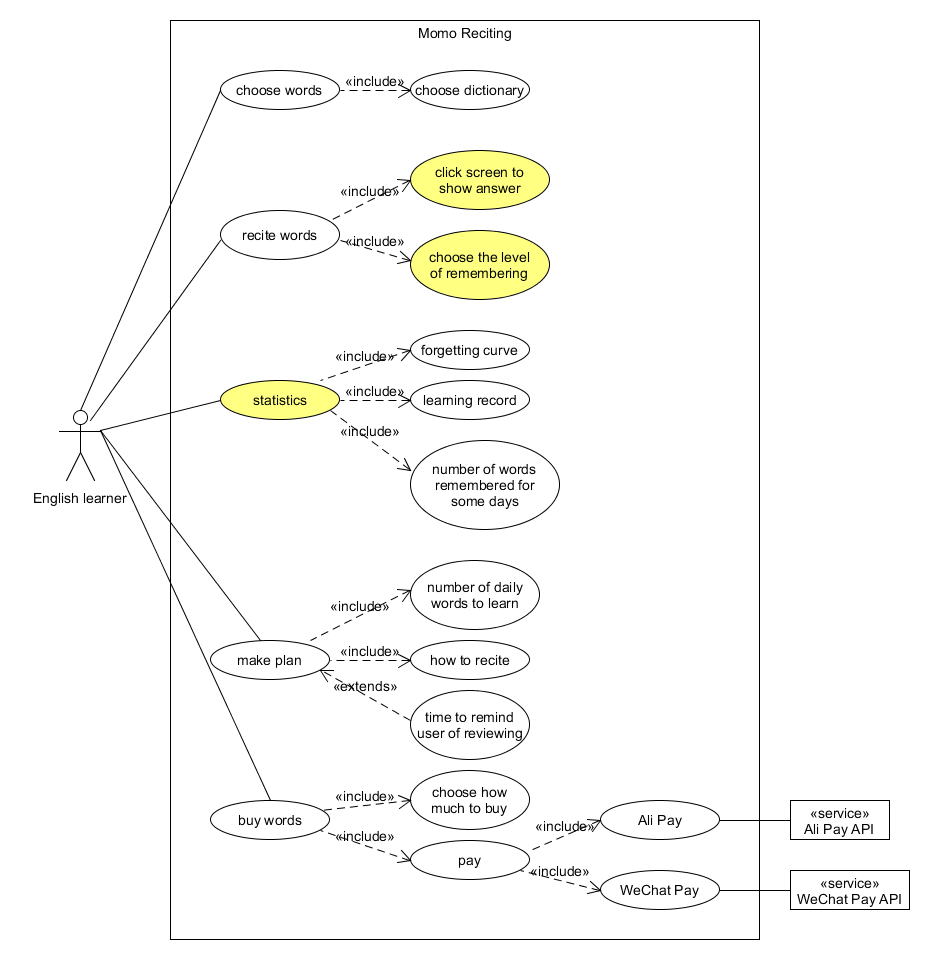 Momo Reciting
choose words
«include»
choose dictionary
click screen to
show answer
«include»
recite words
«include»
choose the level
of remembering
forgetting curve
«include»
statistics
«include»
learning record
«include»
number of words
remembered for
some days
English learner
number of daily
words to learn
«include»
make plan
«include»
how to recite
«extends»
time to remind
user of reviewing
choose how
much to buy
«include»
buy words
«include»
pay
«include»
Ali Pay
«service»
Ali Pay API
«include»
WeChat Pay
«service»
WeChat Pay API